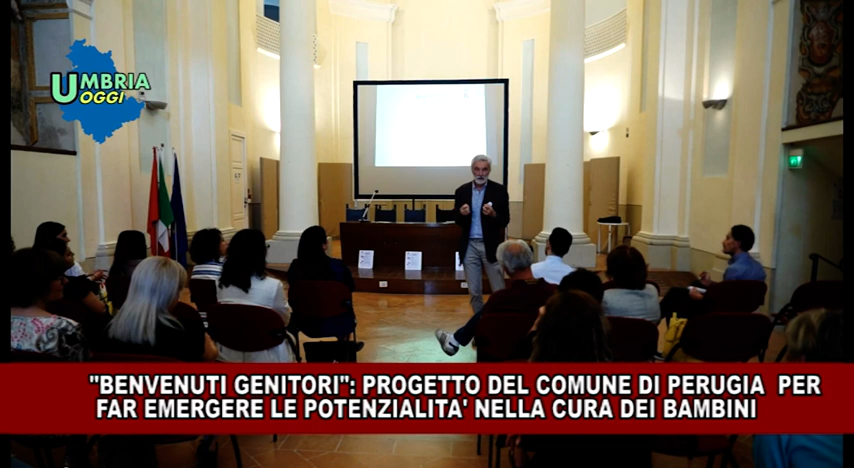 UMBRIA
OGGI
"BENVENUTI GENITORI": PROGETTO DEL COMUNE DI PERUGIA PER
FAR EMERGERE LE POTENZIALITA' NELLA CURA DEI BAMBINI